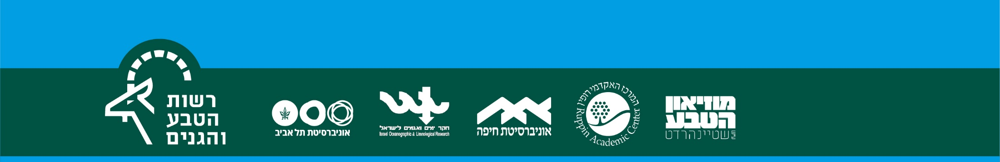 רשות
הטבע
והגנים
אוניברסיטת תל אביב
חקר ימים ואגמים לישראל
Israel Oceanographic & Limnological Research
אוניברסיטת חיפה
המרכז האקדמי רופין
Ruppin Academic Center
מוזיאון
הטבע
שטיינהרדט